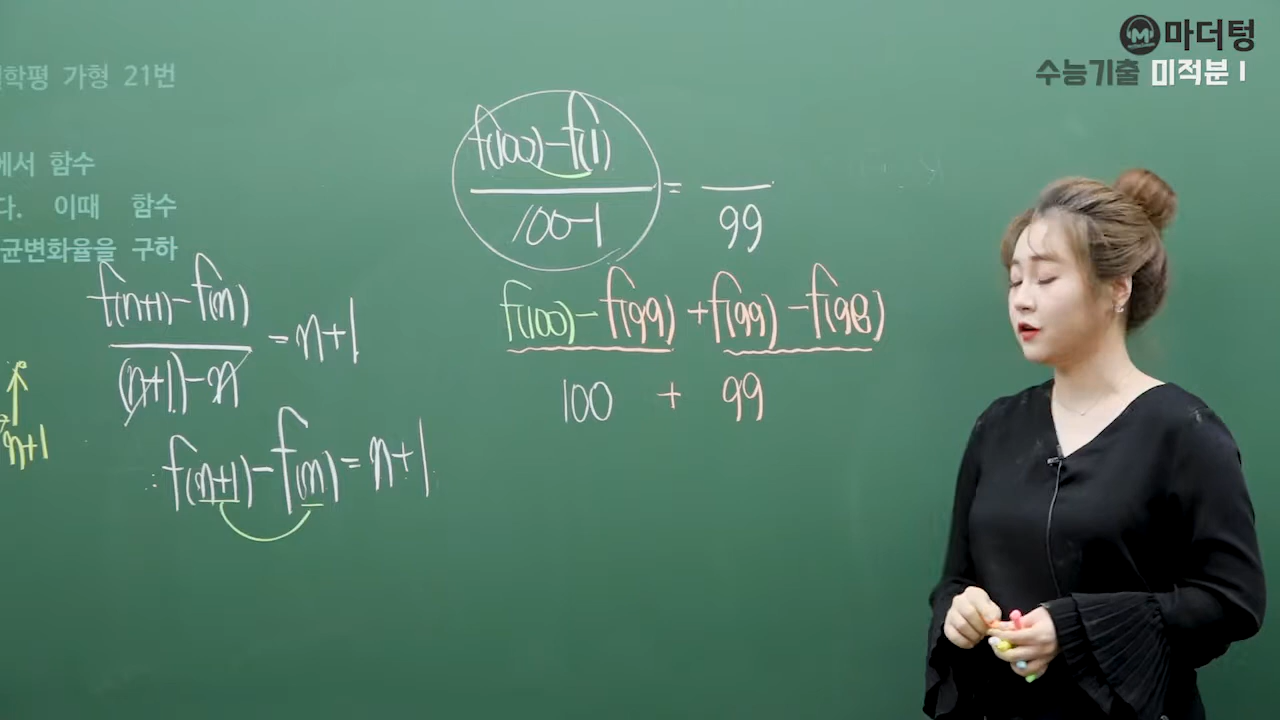 마더텅
수능기출 미적분 I
학평 가형 21번
에서 함수
다. 이때 함수
균변화율을 구하
f(n+1)-f(n)
(n+1)-n
=n+1
n+1
∴ f(n+1)-f(n)=n+1
f(100)-f(1)
100-1
=
99
f(100)-f(99)+f(99)-f(98)
100 + 99